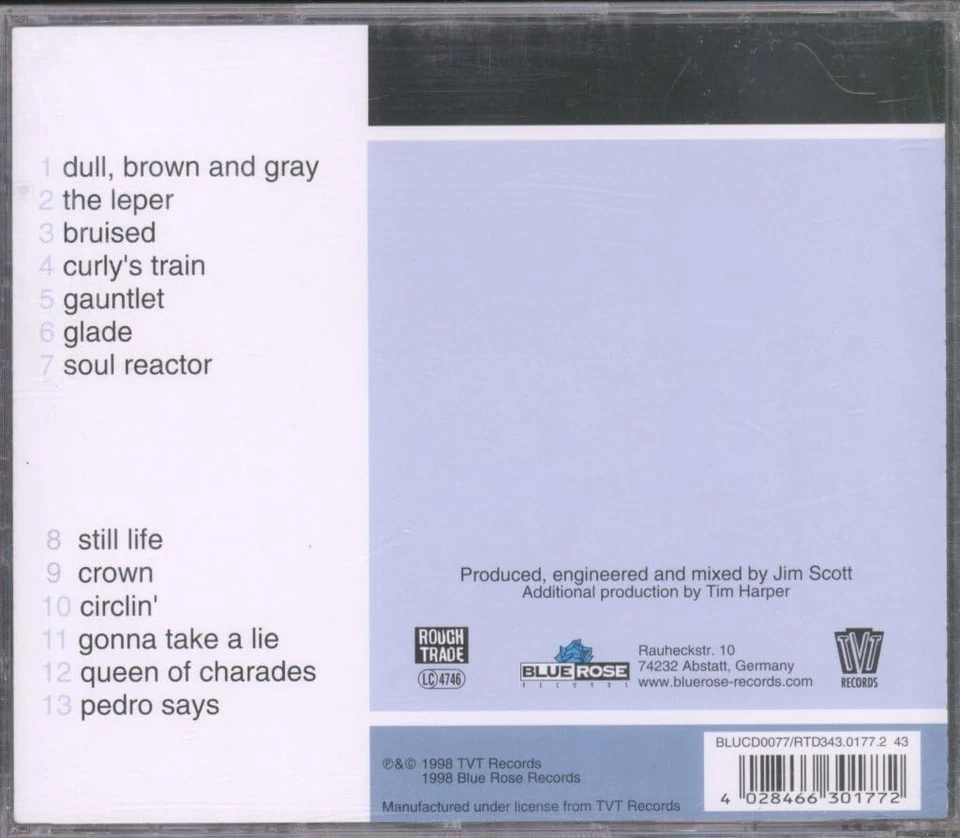 1 dull, brown and gray
2 the leper
3 bruised
4 curly's train
5 gauntlet
6 glade
7 soul reactor
8 still life
9 crown
10 circlin'
11 gonna take a lie
12 queen of charades
13 pedro says
Produced, engineered and mixed by Jim Scott
Additional production by Tim Harper
ROUGH
TRADE
LC 4746
BLUE ROSE
RECORDS
Rauheckstr. 10
74232 Abstatt, Germany
www.bluerose-records.com
TVT
RECORDS
℗&© 1998 TVT Records
1998 Blue Rose Records
Manufactured under license from TVT Records
BLUCD0077/RTD343.0177.2 43
4 028466 301772